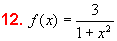 12. f(x) = 3 / (1 + x²)